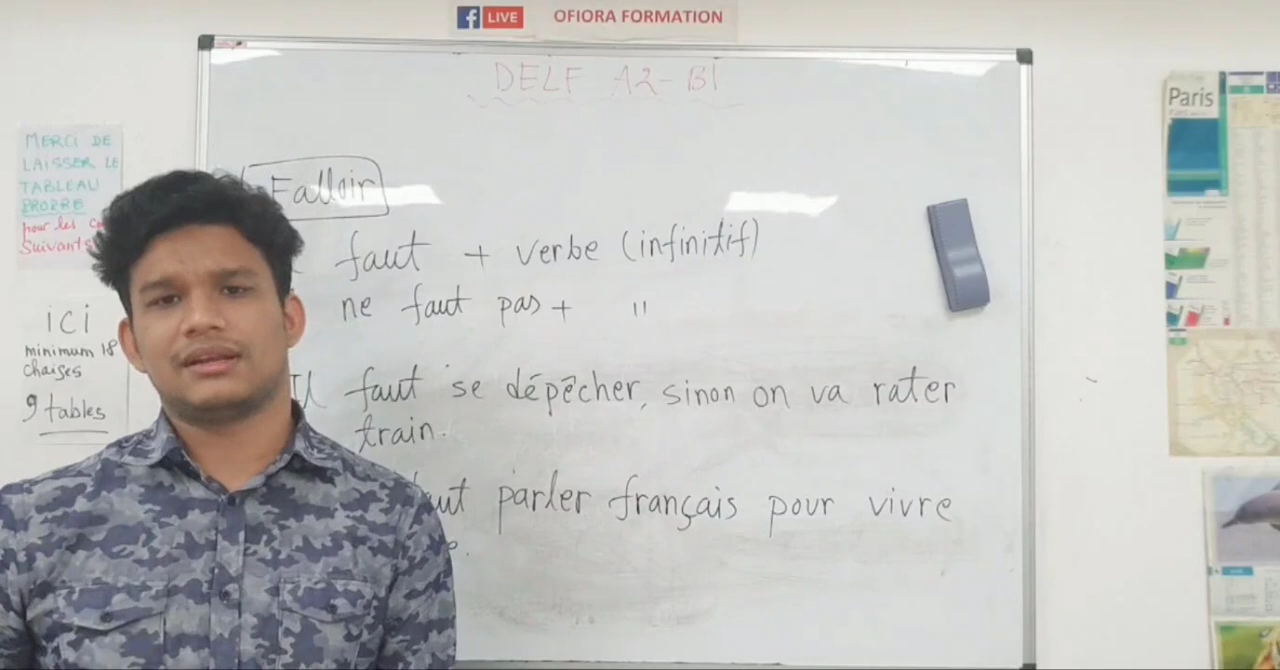 LIVE OFIORA FORMATION
DELF A2-B1
MERCI DE
LAISSER LE
TABLEAU
PROPRE
pour les
Suivants
ici
minimum 18
chaises
9 tables
Falloir
faut + verbe (infinitif)
ne faut pas + "
Il faut se dépêcher, sinon on va rater
train.
parler français pour vivre
Paris